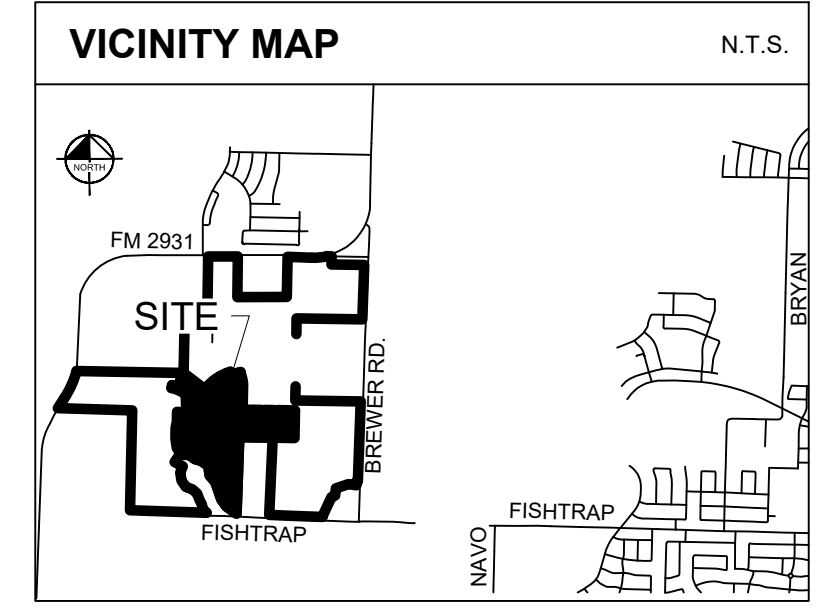 VICINITY MAP
N.T.S.
NORTH
FM 2931
SITE
BRYAN
BREWER RD.
FISHTRAP
FISHTRAP
NAVO